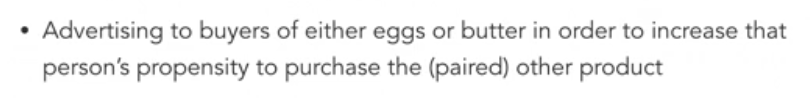 • Advertising to buyers of either eggs or butter in order to increase that
person's propensity to purchase the (paired) other product